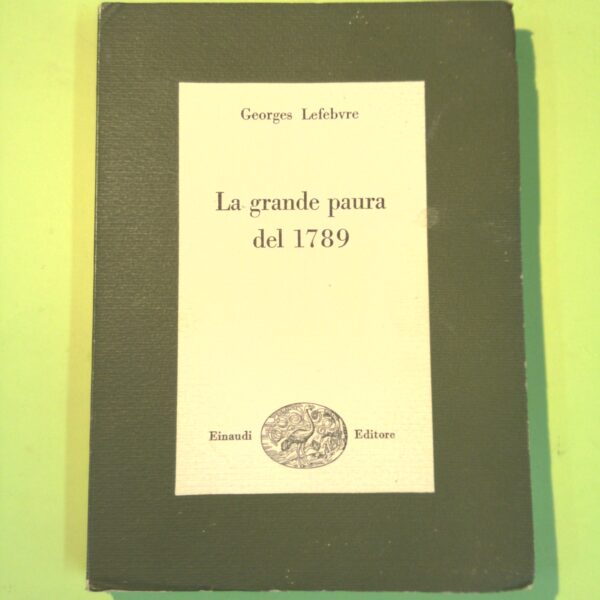 Georges Lefebvre
La grande paura
del 1789
Einaudi Editore